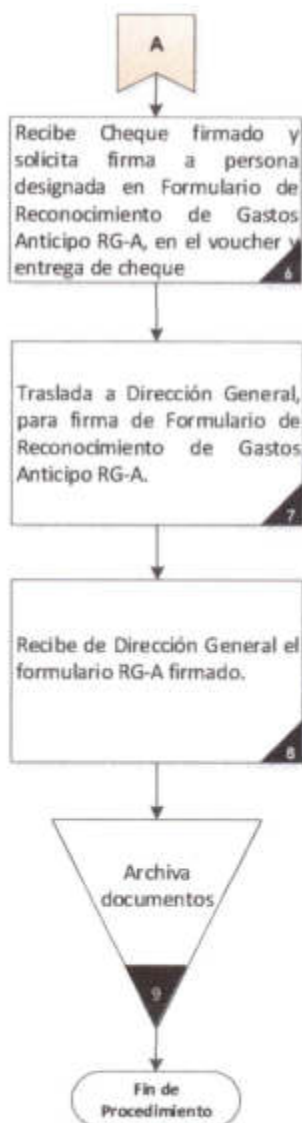 A
Recibe Cheque firmado y
solicita firma a persona
designada en Formulario de
Reconocimiento de Gastos
Anticipo RG-A, en el voucher y
entrega de cheque
6
Traslada a Dirección General,
para firma de Formulario de
Reconocimiento de Gastos
Anticipo RG-A.
7
Recibe de Dirección General el
formulario RG-A firmado.
8
Archiva
documentos
9
Fin de
Procedimiento